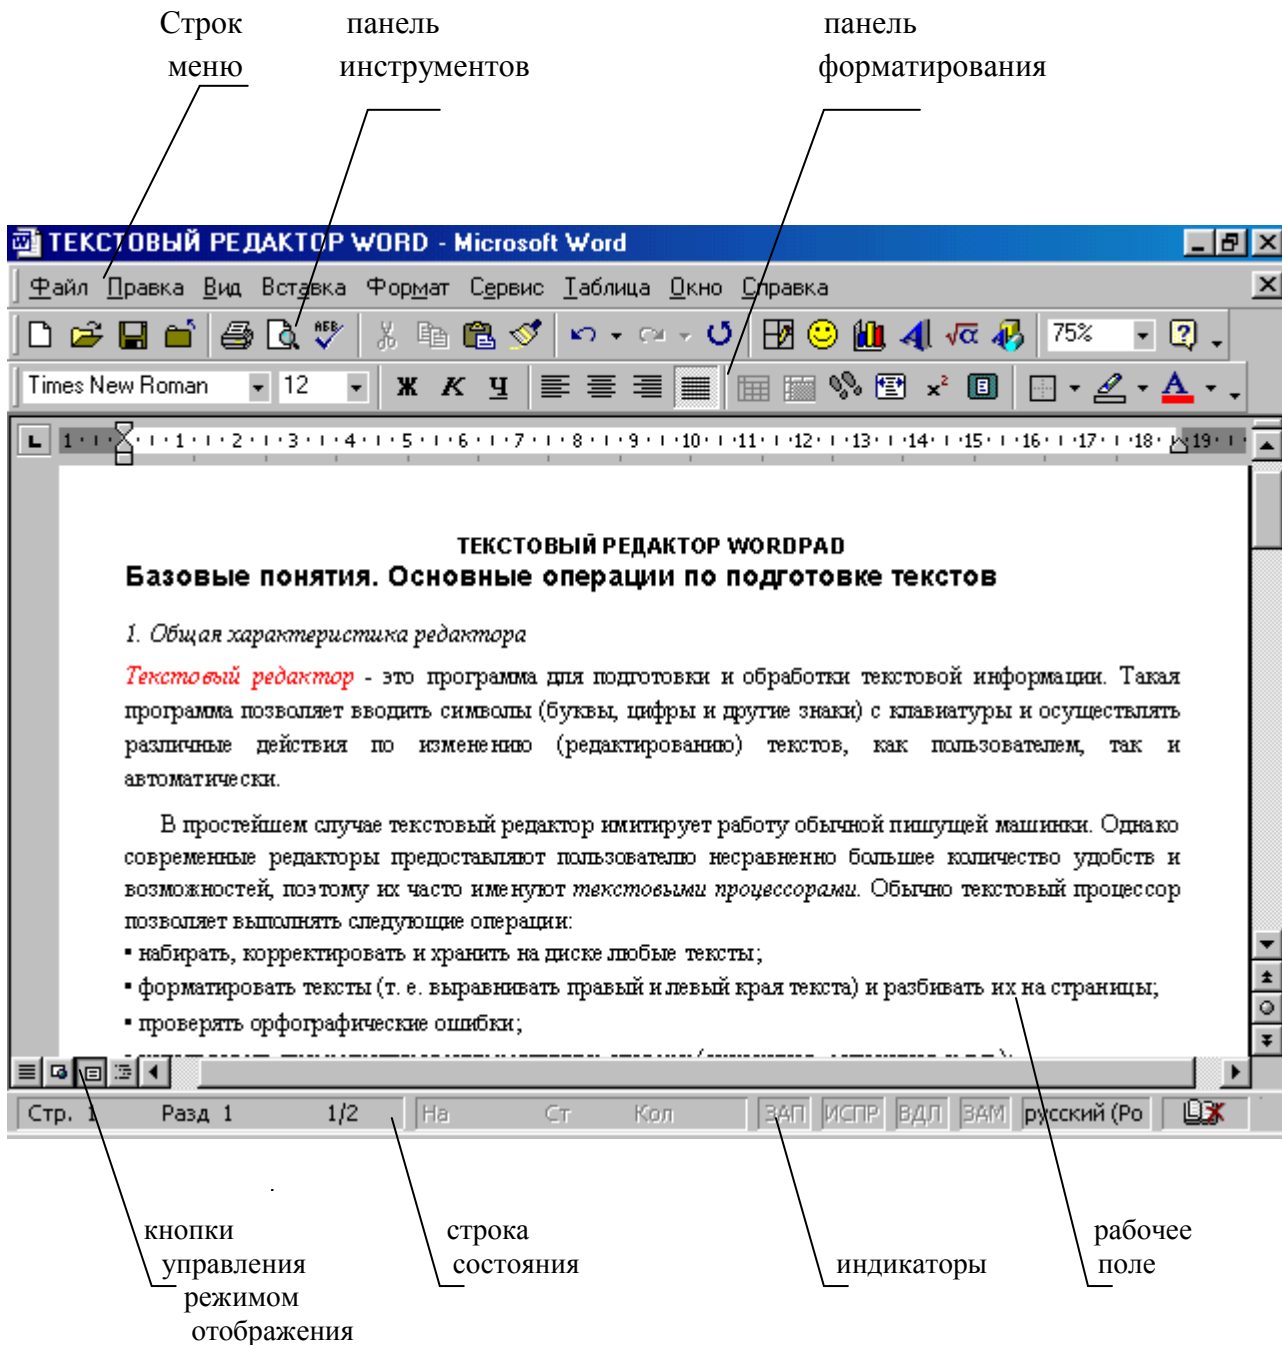 Строк панель панель
меню инструментов форматирования
ТЕКСТОВЫЙ РЕДАКТОР WORD - Microsoft Word
Файл Правка Вид Вставка Формат Сервис Таблица Окно Справка
АБВ √α 75%
Times New Roman 12 Ж К Ч x² A
1 1 2 3 4 5 6 7 8 9 10 11 12 13 14 15 16 17 18 19
ТЕКСТОВЫЙ РЕДАКТОР WORDPAD
Базовые понятия. Основные операции по подготовке текстов
1. Общая характеристика редактора
Текстовый редактор - это программа для подготовки и обработки текстовой информации. Такая
программа позволяет вводить символы (буквы, цифры и другие знаки) с клавиатуры и осуществлять
различные действия по изменению (редактированию) текстов, как пользователем, так и
автоматически.
В простейшем случае текстовый редактор имитирует работу обычной пишущей машинки. Однако
современные редакторы предоставляют пользователю несравненно большее количество удобств и
возможностей, поэтому их часто именуют текстовыми процессорами. Обычно текстовый процессор
позволяет выполнять следующие операции:
▪ набирать, корректировать и хранить на диске любые тексты;
▪ форматировать тексты (т. е. выравнивать правый и левый края текста) и разбивать их на страницы;
▪ проверять орфографические ошибки;
Стр. 1 Разд 1 1/2 На Ст Кол ЗАП ИСПР ВДЛ ЗАМ русский (Ро
кнопки строка рабочее
управления состояния индикаторы поле
режимом
отображения